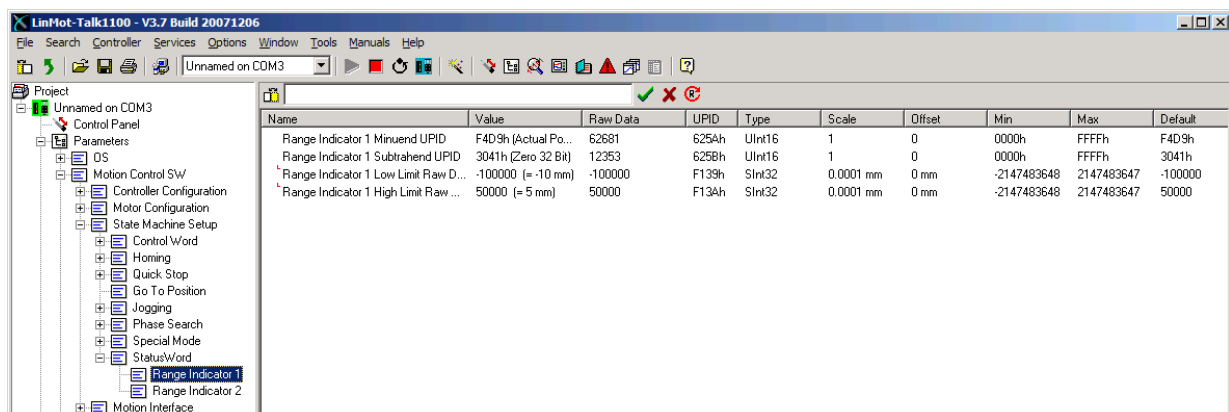 LinMot-Talk1100 - V3.7 Build 20071206
File Search Controller Services Options Window Tools Manuals Help
Unnamed on COM3
Project
Unnamed on COM3
Control Panel
Parameters
OS
Motion Control SW
Controller Configuration
Motor Configuration
State Machine Setup
Control Word
Homing
Quick Stop
Go To Position
Jogging
Phase Search
Special Mode
StatusWord
Range Indicator 1
Range Indicator 2
Motion Interface
Name Value Raw Data UPID Type Scale Offset Min Max Default
Range Indicator 1 Minuend UPID F4D9h (Actual Po... 62681 625Ah UInt16 1 0 0000h FFFFh F4D9h
Range Indicator 1 Subtrahend UPID 3041h (Zero 32 Bit) 12353 625Bh UInt16 1 0 0000h FFFFh 3041h
Range Indicator 1 Low Limit Raw D... -100000 (= -10 mm) -100000 F139h SInt32 0.0001 mm 0 mm -2147483648 2147483647 -100000
Range Indicator 1 High Limit Raw ... 50000 (= 5 mm) 50000 F13Ah SInt32 0.0001 mm 0 mm -2147483648 2147483647 50000